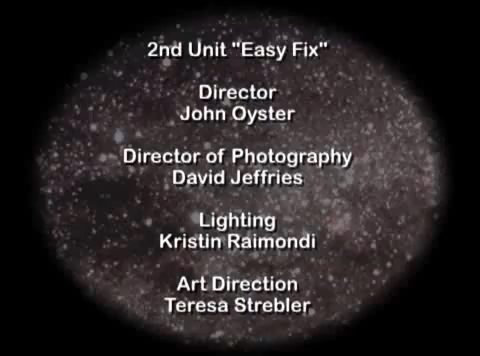 2nd Unit "Easy Fix"
Director
John Oyster
Director of Photography
David Jeffries
Lighting
Kristin Raimondi
Art Direction
Teresa Strebler